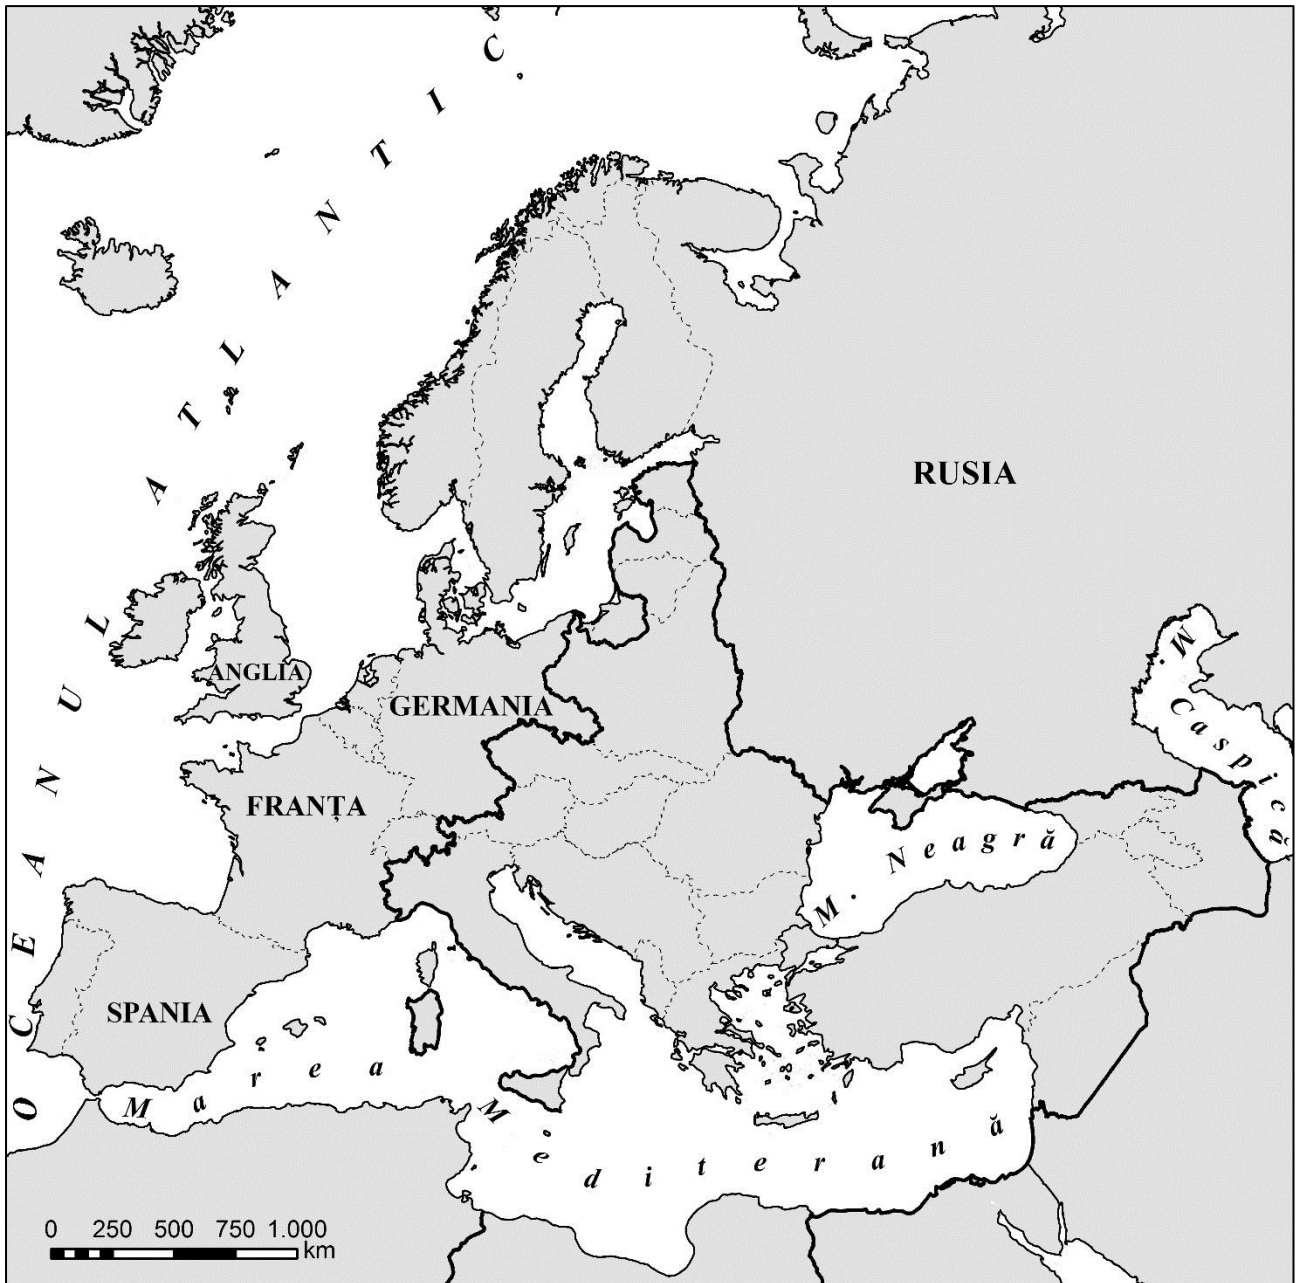 OCEANUL ATLANTIC
RUSIA
ANGLIA
GERMANIA
FRANȚA
SPANIA
M. Caspică
M. Neagră
Marea Mediterană
0 250 500 750 1.000
km